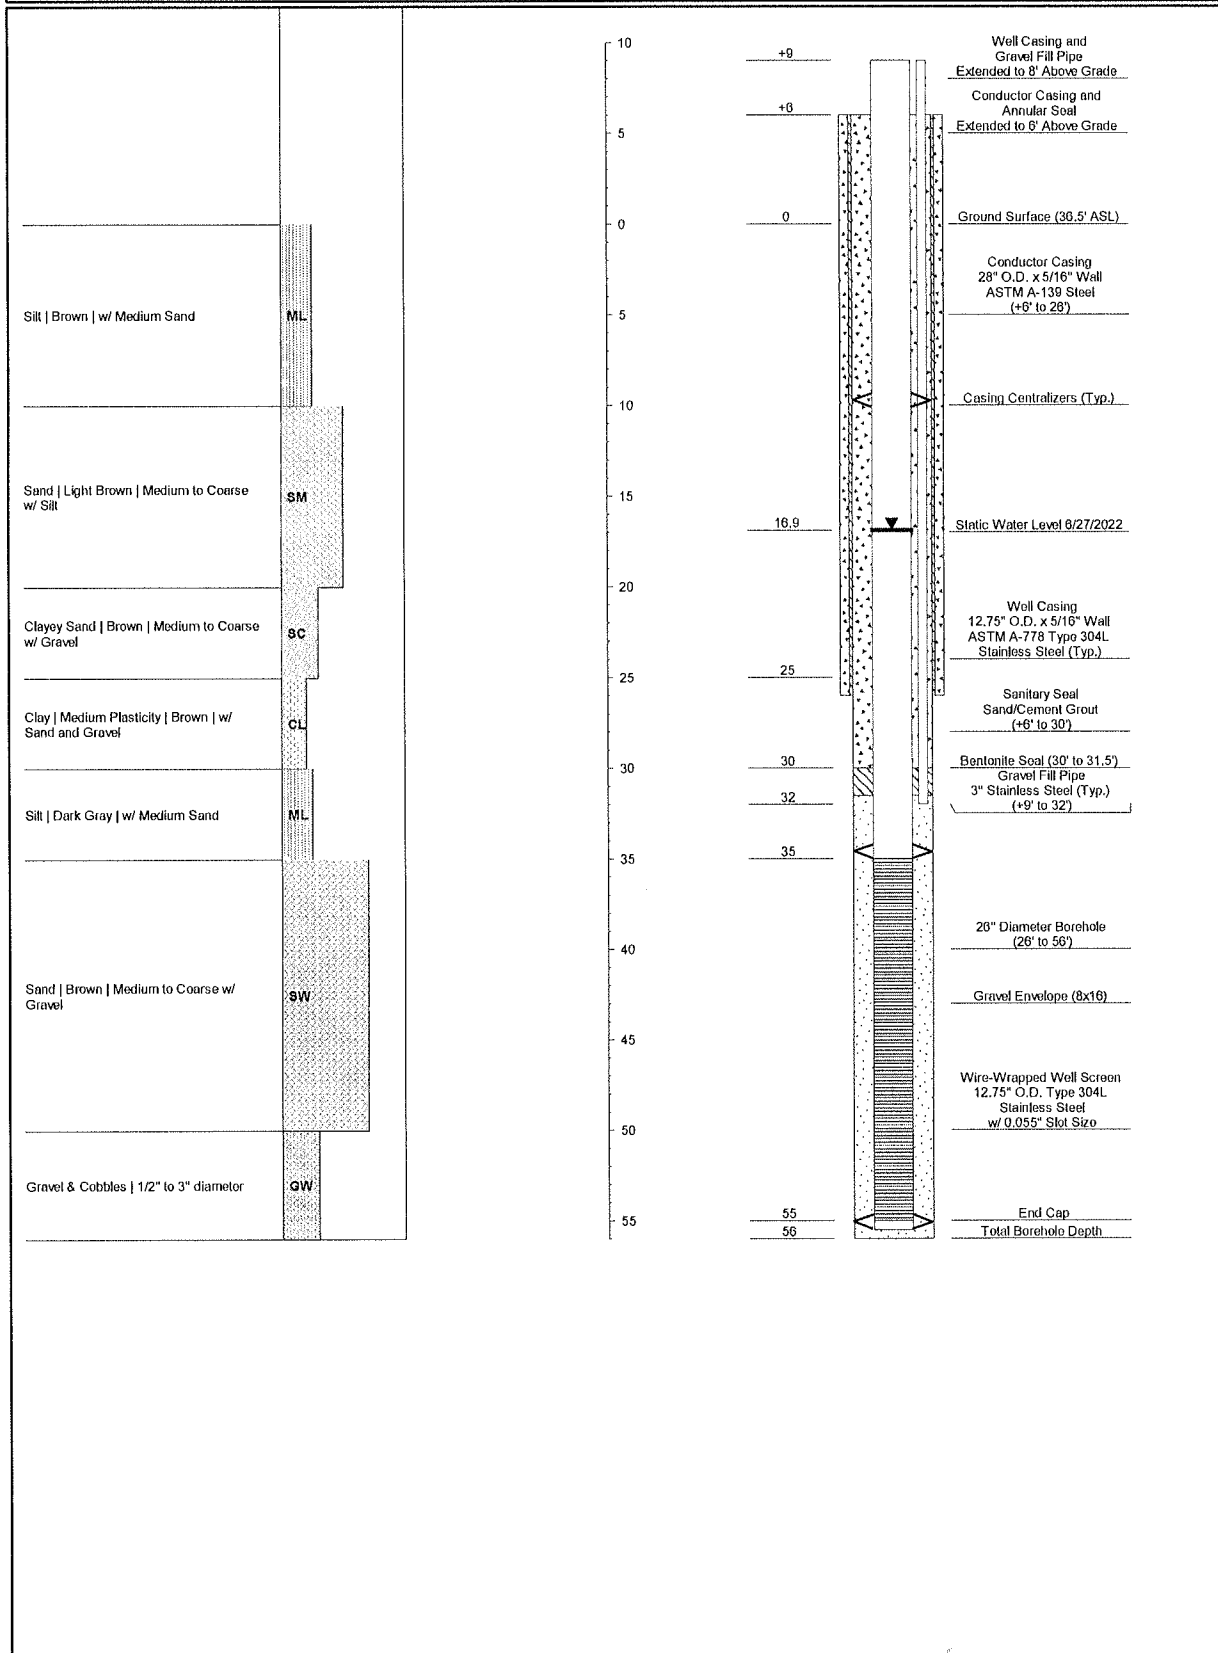 Silt | Brown | w/ Medium Sand
ML
Sand | Light Brown | Medium to Coarse
w/ Silt
SM
Clayey Sand | Brown | Medium to Coarse
w/ Gravel
SC
Clay | Medium Plasticity | Brown | w/
Sand and Gravel
CL
Silt | Dark Gray | w/ Medium Sand
ML
Sand | Brown | Medium to Coarse w/
Gravel
SW
Gravel & Cobbles | 1/2" to 3" diameter
GW
10
5
0
5
10
15
20
25
30
35
40
45
50
55
+9
+6
0
16.9
25
30
32
35
55
56
Well Casing and
Gravel Fill Pipe
Extended to 8' Above Grade
Conductor Casing and
Annular Seal
Extended to 6' Above Grade
Ground Surface (36.5' ASL)
Conductor Casing
28" O.D. x 5/16" Wall
ASTM A-139 Steel
(+6' to 26')
Casing Centralizers (Typ.)
Static Water Level 6/27/2022
Well Casing
12.75" O.D. x 5/16" Wall
ASTM A-778 Type 304L
Stainless Steel (Typ.)
Sanitary Seal
Sand/Cement Grout
(+6' to 30')
Bentonite Seal (30' to 31.5')
Gravel Fill Pipe
3" Stainless Steel (Typ.)
(+9' to 32')
26" Diameter Borehole
(26' to 56')
Gravel Envelope (8x16)
Wire-Wrapped Well Screen
12.75" O.D. Type 304L
Stainless Steel
w/ 0.055" Slot Size
End Cap
Total Borehole Depth